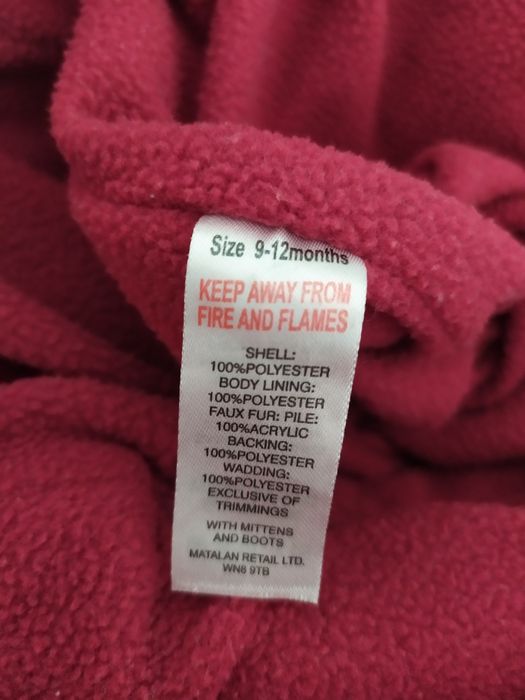 Size 9-12months
KEEP AWAY FROM
FIRE AND FLAMES
SHELL:
100%POLYESTER
BODY LINING:
100%POLYESTER
FAUX FUR: PILE:
100%ACRYLIC
BACKING:
100%POLYESTER
WADDING:
100%POLYESTER
EXCLUSIVE OF
TRIMMINGS
WITH MITTENS
AND BOOTS
MATALAN RETAIL LTD.
WN8 9TB